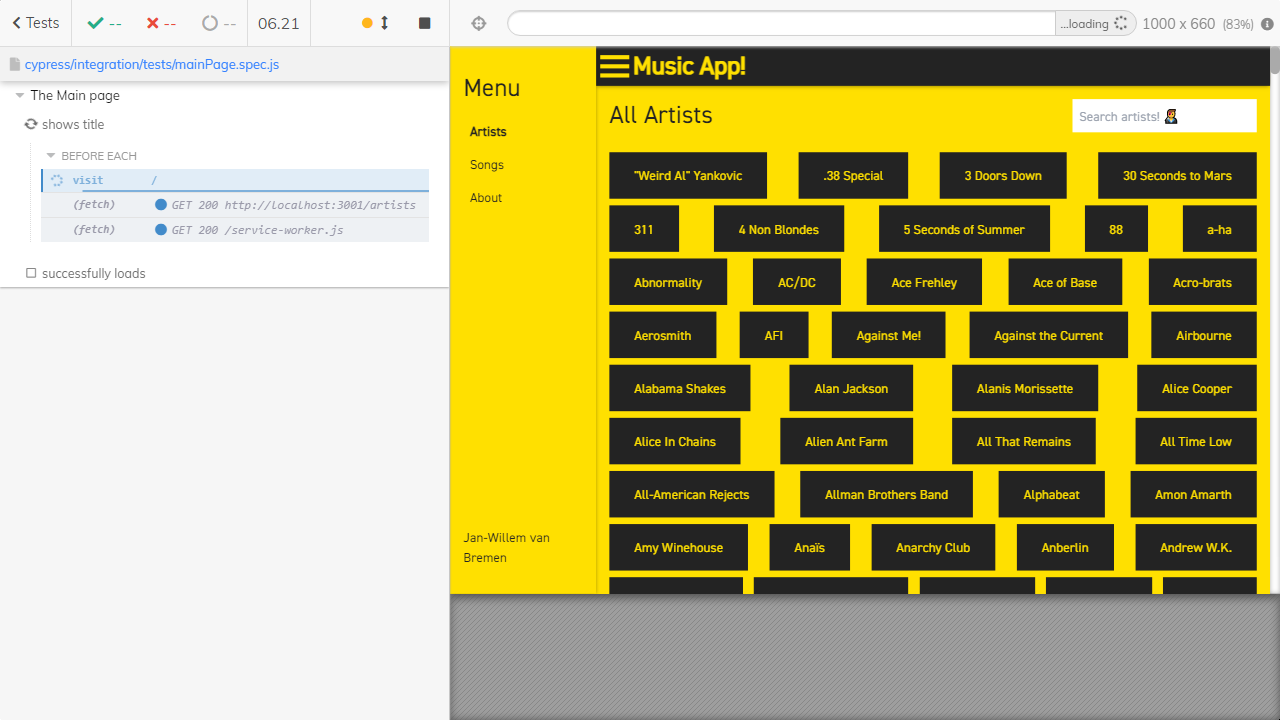 Tests
--
--
--
06.21
...loading
1000 x 660 (83%)
cypress/integration/tests/mainPage.spec.js
The Main page
shows title
BEFORE EACH
visit /
(fetch) GET 200 http://localhost:3001/artists
(fetch) GET 200 /service-worker.js
successfully loads
Menu
Artists
Songs
About
Jan-Willem van
Bremen
Music App!
All Artists
Search artists! 👩‍🎤
"Weird Al" Yankovic .38 Special 3 Doors Down 30 Seconds to Mars
311 4 Non Blondes 5 Seconds of Summer 88 a-ha
Abnormality AC/DC Ace Frehley Ace of Base Acro-brats
Aerosmith AFI Against Me! Against the Current Airbourne
Alabama Shakes Alan Jackson Alanis Morissette Alice Cooper
Alice In Chains Alien Ant Farm All That Remains All Time Low
All-American Rejects Allman Brothers Band Alphabeat Amon Amarth
Amy Winehouse Anaïs Anarchy Club Anberlin Andrew W.K.